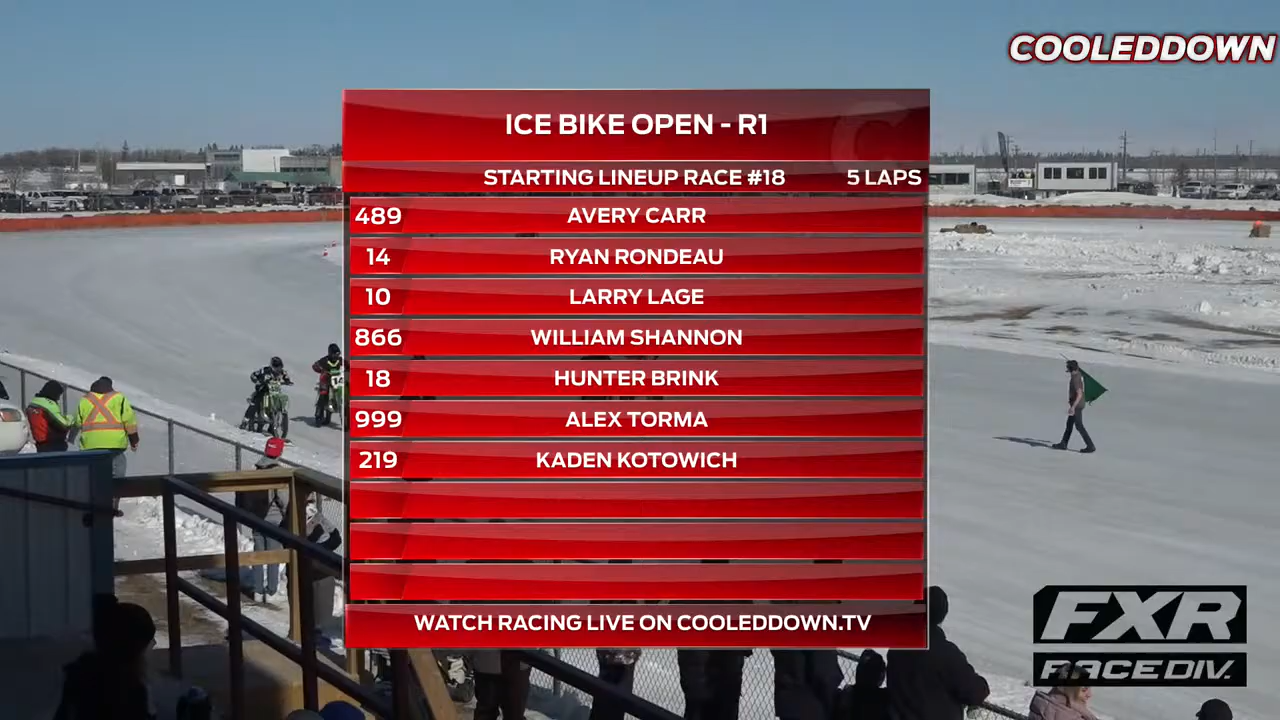 COOLEDDOWN
ICE BIKE OPEN - R1
STARTING LINEUP RACE #18 5 LAPS
489 AVERY CARR
14 RYAN RONDEAU
10 LARRY LAGE
866 WILLIAM SHANNON
18 HUNTER BRINK
999 ALEX TORMA
219 KADEN KOTOWICH
14
WATCH RACING LIVE ON COOLEDDOWN.TV
FXR
RACE DIV.